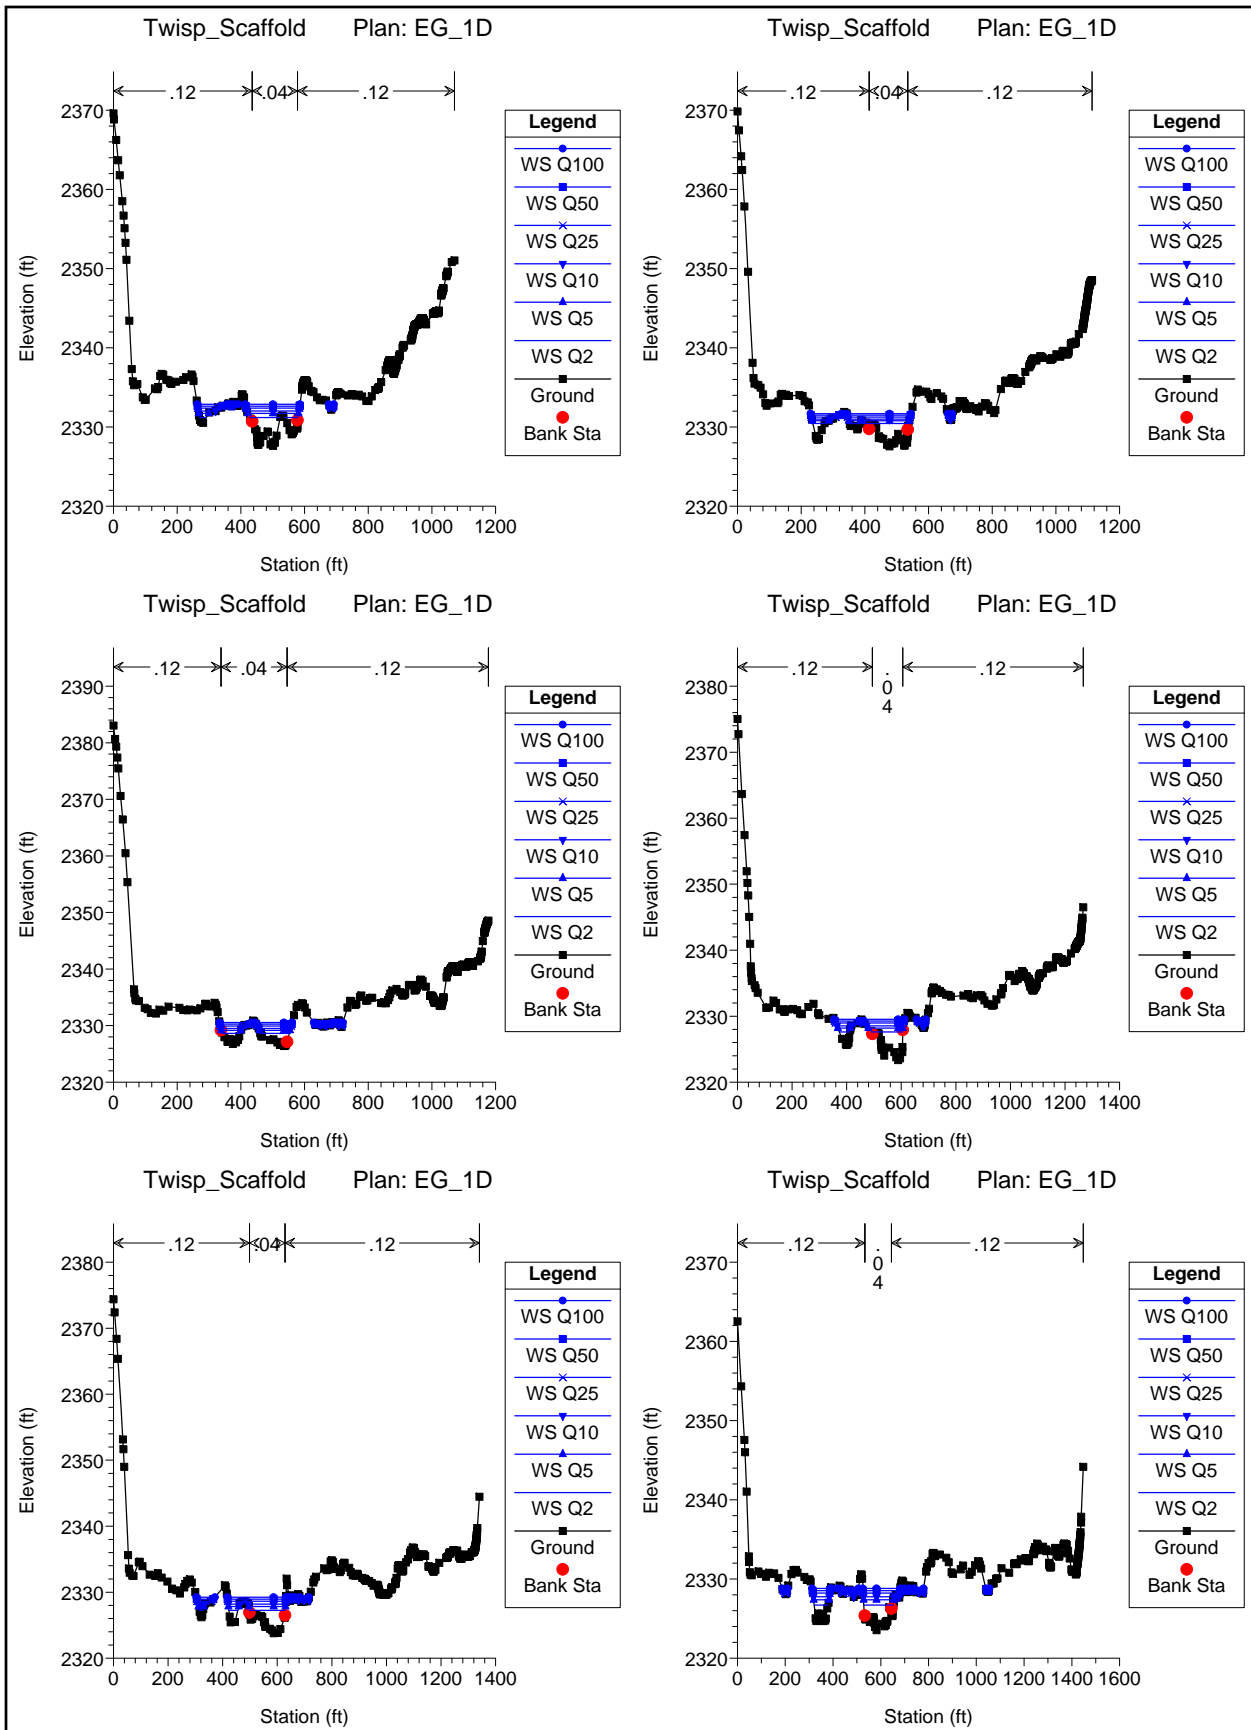 Twisp_Scaffold Plan: EG_1D
.12 .04 .12
Elevation (ft)
2370
2360
2350
2340
2330
2320
0 200 400 600 800 1000 1200
Station (ft)
Legend
WS Q100
WS Q50
WS Q25
WS Q10
WS Q5
WS Q2
Ground
Bank Sta
Twisp_Scaffold Plan: EG_1D
.12 .04 .12
Elevation (ft)
2370
2360
2350
2340
2330
2320
0 200 400 600 800 1000 1200
Station (ft)
Legend
WS Q100
WS Q50
WS Q25
WS Q10
WS Q5
WS Q2
Ground
Bank Sta
Twisp_Scaffold Plan: EG_1D
.12 .04 .12
Elevation (ft)
2390
2380
2370
2360
2350
2340
2330
2320
0 200 400 600 800 1000 1200
Station (ft)
Legend
WS Q100
WS Q50
WS Q25
WS Q10
WS Q5
WS Q2
Ground
Bank Sta
Twisp_Scaffold Plan: EG_1D
.12 .04 .12
Elevation (ft)
2380
2370
2360
2350
2340
2330
2320
0 200 400 600 800 1000 1200 1400
Station (ft)
Legend
WS Q100
WS Q50
WS Q25
WS Q10
WS Q5
WS Q2
Ground
Bank Sta
Twisp_Scaffold Plan: EG_1D
.12 .04 .12
Elevation (ft)
2380
2370
2360
2350
2340
2330
2320
0 200 400 600 800 1000 1200 1400
Station (ft)
Legend
WS Q100
WS Q50
WS Q25
WS Q10
WS Q5
WS Q2
Ground
Bank Sta
Twisp_Scaffold Plan: EG_1D
.12 .04 .12
Elevation (ft)
2370
2360
2350
2340
2330
2320
0 200 400 600 800 1000 1200 1400 1600
Station (ft)
Legend
WS Q100
WS Q50
WS Q25
WS Q10
WS Q5
WS Q2
Ground
Bank Sta